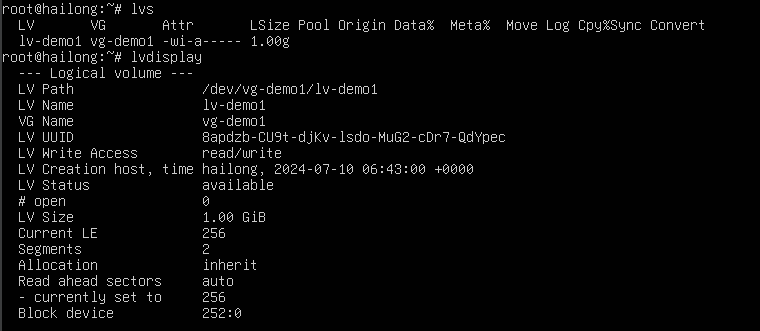 root@hailong:~# lvs
  LV       VG       Attr       LSize Pool Origin Data%  Meta%  Move Log Cpy%Sync Convert
  lv-demo1 vg-demo1 -wi-a----- 1.00g
root@hailong:~# lvdisplay
  --- Logical volume ---
  LV Path                /dev/vg-demo1/lv-demo1
  LV Name                lv-demo1
  VG Name                vg-demo1
  LV UUID                8apdzb-CU9t-djKv-lsdo-MuG2-cDr7-QdYpec
  LV Write Access        read/write
  LV Creation host, time hailong, 2024-07-10 06:43:00 +0000
  LV Status              available
  # open                 0
  LV Size                1.00 GiB
  Current LE             256
  Segments               2
  Allocation             inherit
  Read ahead sectors     auto
  - currently set to     256
  Block device           252:0